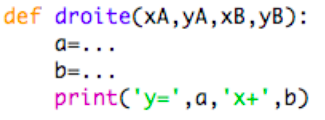 def droite(xA,yA,xB,yB):
    a=...
    b=...
    print('y=',a,'x+',b)